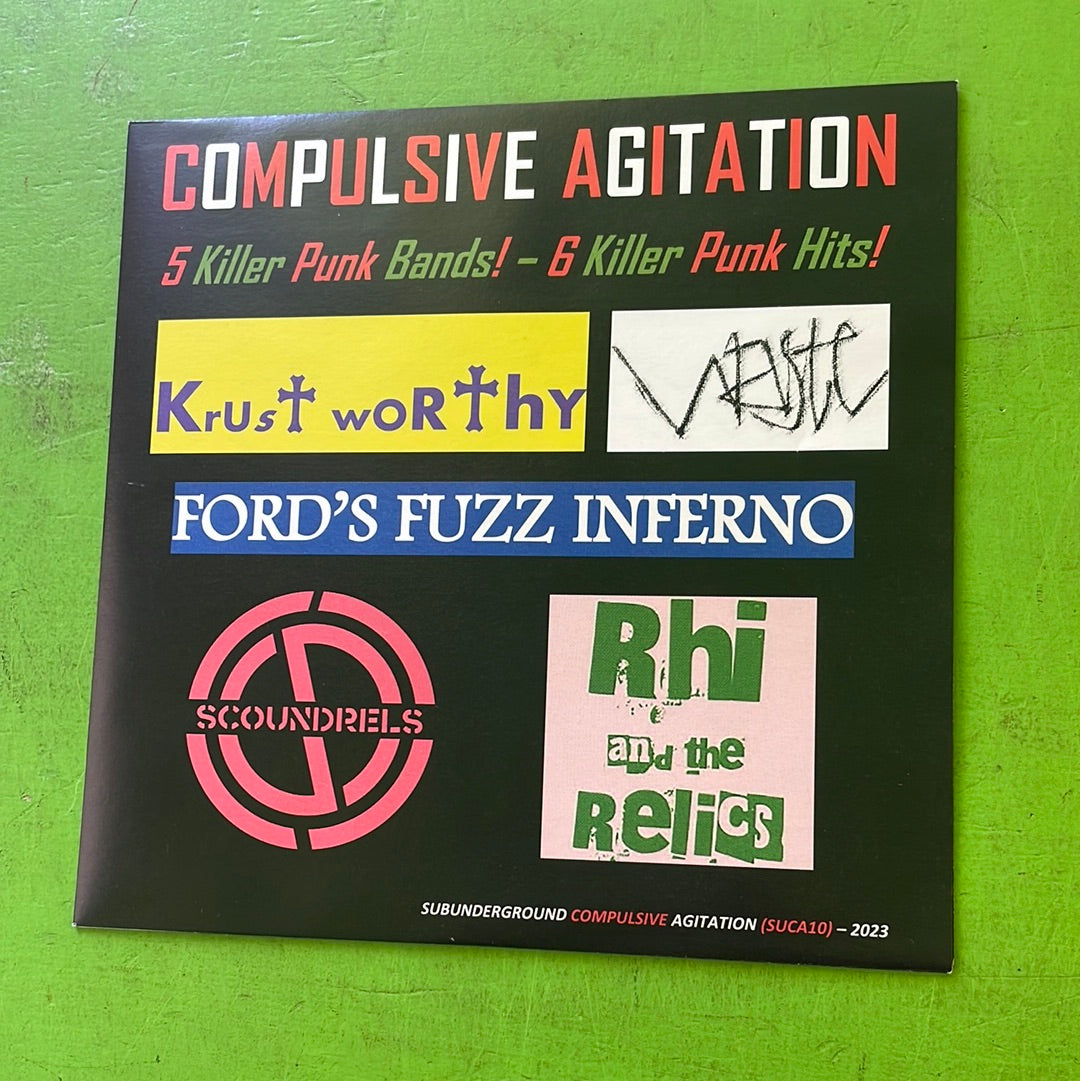 COMPULSIVE AGITATION
5 Killer Punk Bands! – 6 Killer Punk Hits!
KrUsT woRThY
WASTE
FORD'S FUZZ INFERNO
SCOUNDRELS
Rhi
and the
RELiCS
SUBUNDERGROUND COMPULSIVE AGITATION (SUCA10) – 2023